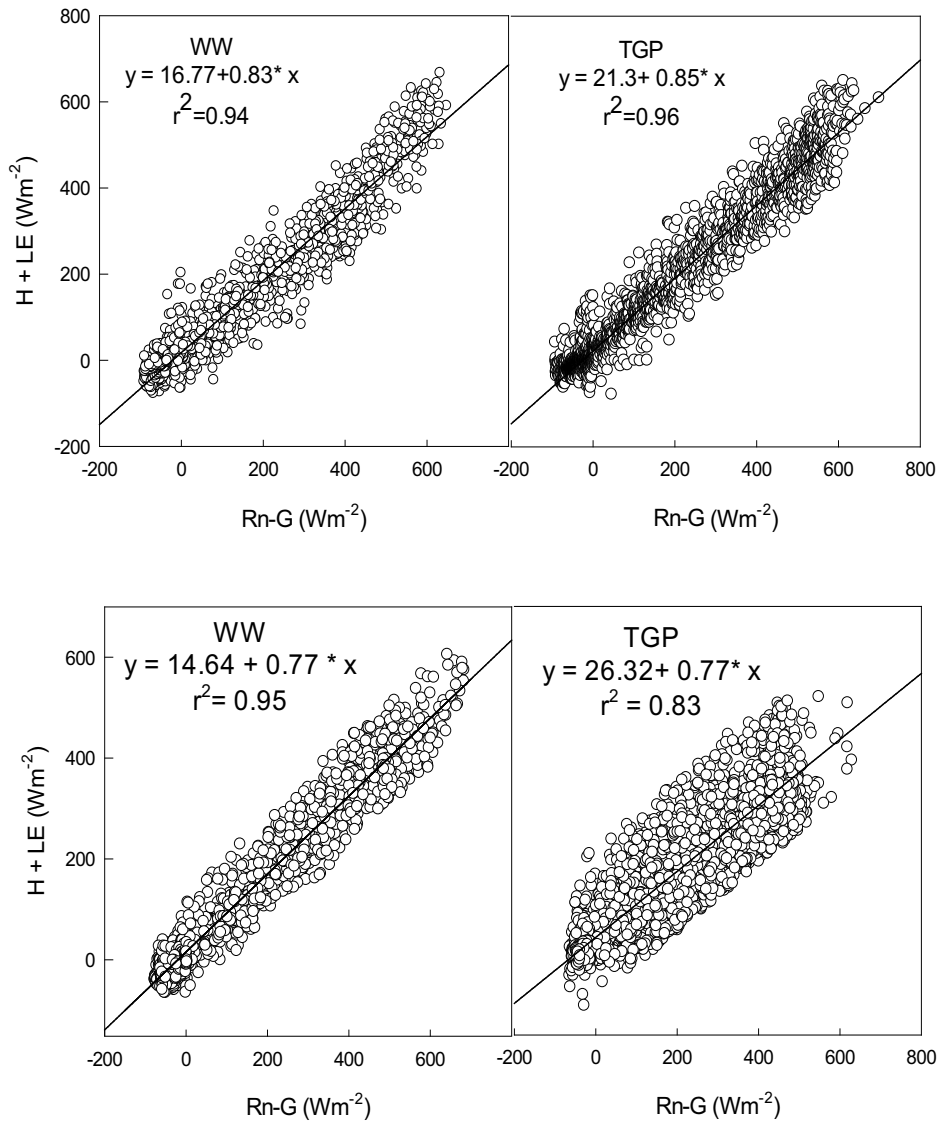 WW
y = 16.77+0.83* x
r²=0.94
TGP
y = 21.3+ 0.85* x
r²=0.96
H + LE (Wm⁻²)
800
600
400
200
0
-200
-200 0 200 400 600 -200 0 200 400 600 800
Rn-G (Wm⁻²) Rn-G (Wm⁻²)
WW
y = 14.64 + 0.77 * x
r²= 0.95
TGP
y = 26.32+ 0.77* x
r² = 0.83
H + LE (Wm⁻²)
600
400
200
0
-200 0 200 400 600 -200 0 200 400 600 800
Rn-G (Wm⁻²) Rn-G (Wm⁻²)